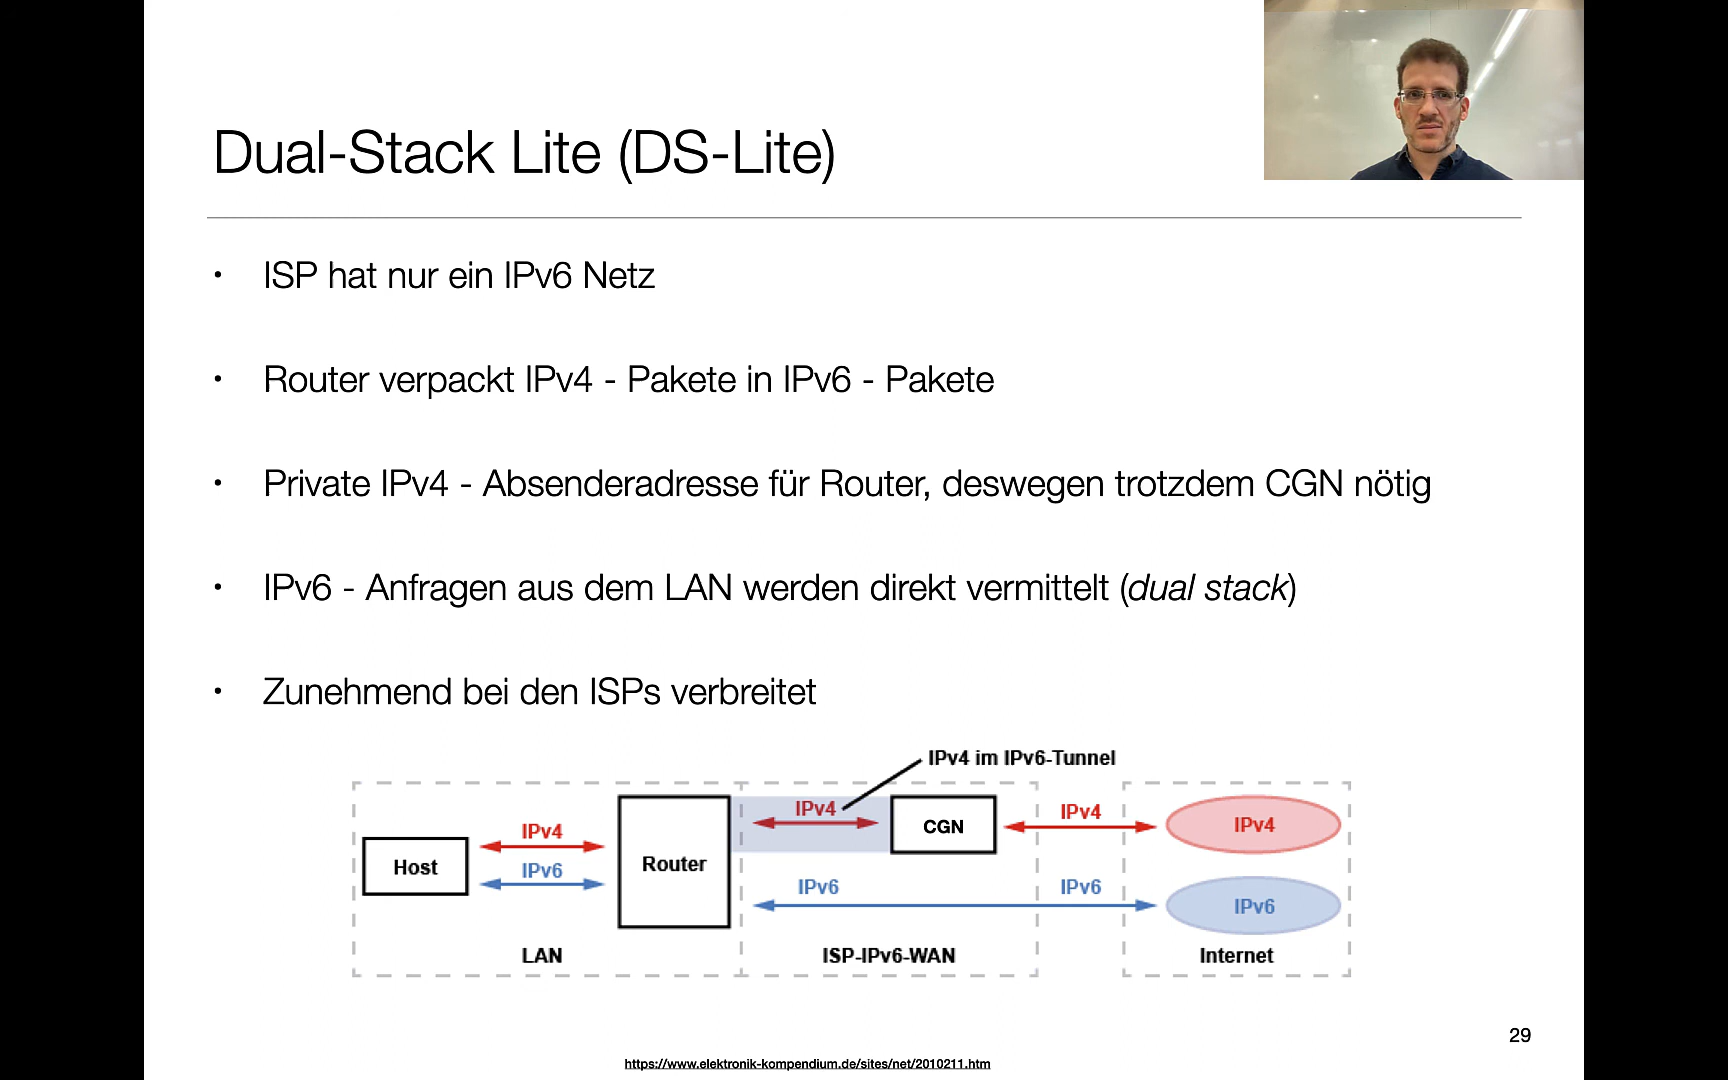 Dual-Stack Lite (DS-Lite)
• ISP hat nur ein IPv6 Netz
• Router verpackt IPv4 - Pakete in IPv6 - Pakete
• Private IPv4 - Absenderadresse für Router, deswegen trotzdem CGN nötig
• IPv6 - Anfragen aus dem LAN werden direkt vermittelt (dual stack)
• Zunehmend bei den ISPs verbreitet
IPv4 im IPv6-Tunnel
IPv4
IPv4
IPv4
IPv4
CGN
Host
Router
IPv6
IPv6
IPv6
IPv6
LAN
ISP-IPv6-WAN
Internet
29
https://www.elektronik-kompendium.de/sites/net/2010211.htm